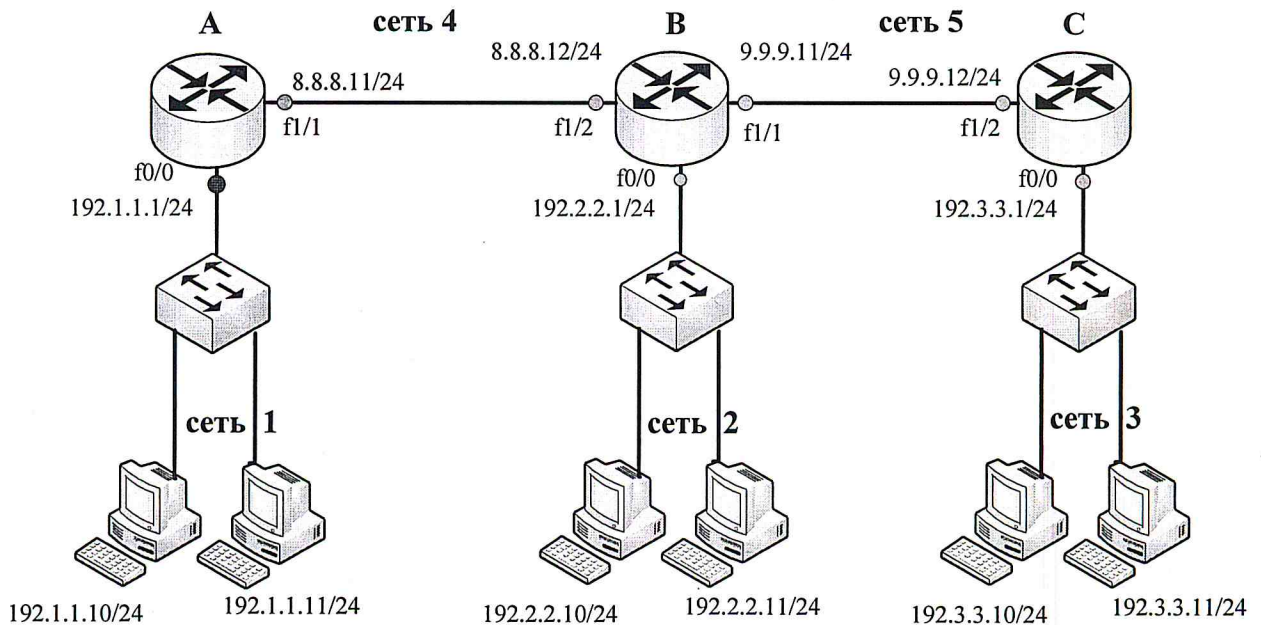 A
сеть 4
B
сеть 5
C
8.8.8.11/24
8.8.8.12/24
9.9.9.11/24
9.9.9.12/24
f1/1
f1/2
f1/1
f1/2
f0/0
f0/0
f0/0
192.1.1.1/24
192.2.2.1/24
192.3.3.1/24
сеть 1
сеть 2
сеть 3
192.1.1.10/24
192.1.1.11/24
192.2.2.10/24
192.2.2.11/24
192.3.3.10/24
192.3.3.11/24